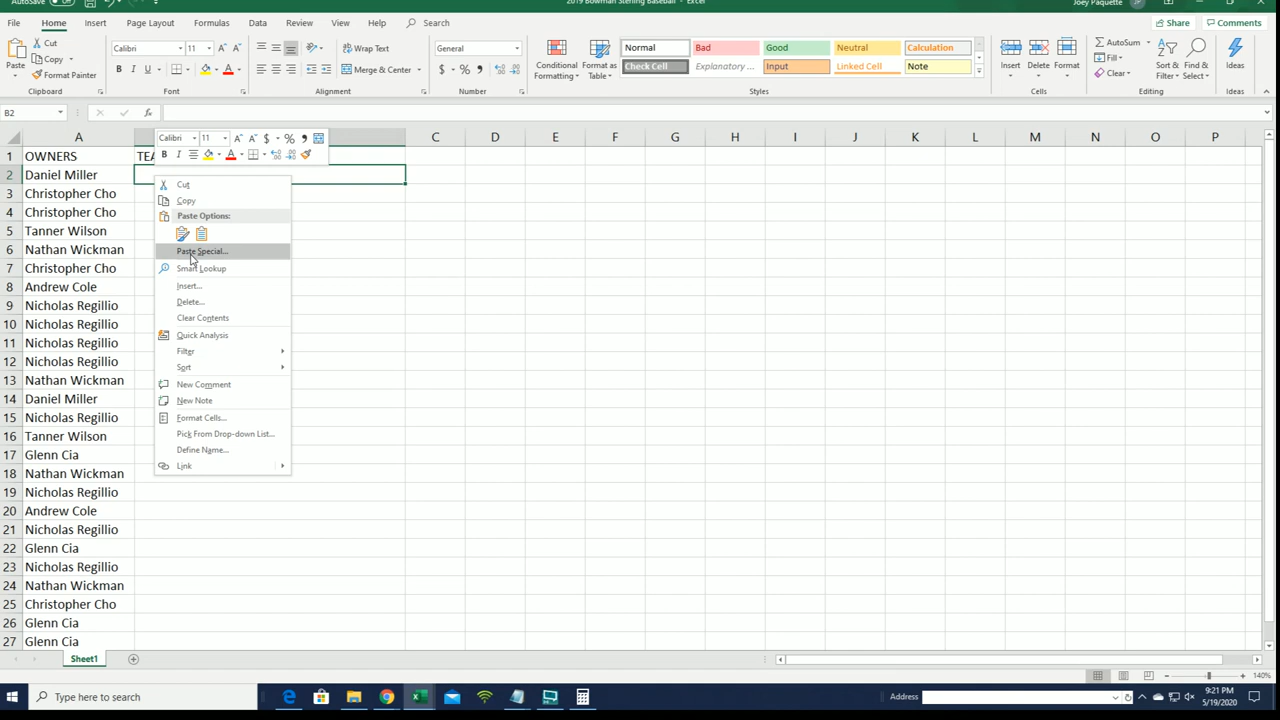 AutoSave Off 2019 Bowman Sterling Baseball - Excel Joey Paquette JP
File Home Insert Page Layout Formulas Data Review View Help Search Share Comments
Paste Cut Copy Format Painter Clipboard
Calibri 11 B I U Font
Wrap Text Merge & Center Alignment
General $ % , Number
Conditional Formatting Format as Table
Normal Bad Good Neutral Calculation
Check Cell Explanatory ... Input Linked Cell Note
Styles
Insert Delete Format Cells
AutoSum Fill Clear Sort & Filter Find & Select Editing
Ideas Ideas
B2 fx
Calibri 11 $ % ,
B I A
A C D E F G H I J K L M N O P
1 OWNERS TEA
2 Daniel Miller
3 Christopher Cho
4 Christopher Cho
5 Tanner Wilson
6 Nathan Wickman
7 Christopher Cho
8 Andrew Cole
9 Nicholas Regillio
10 Nicholas Regillio
11 Nicholas Regillio
12 Nicholas Regillio
13 Nathan Wickman
14 Daniel Miller
15 Nicholas Regillio
16 Tanner Wilson
17 Glenn Cia
18 Nathan Wickman
19 Nicholas Regillio
20 Andrew Cole
21 Nicholas Regillio
22 Glenn Cia
23 Nicholas Regillio
24 Nathan Wickman
25 Christopher Cho
26 Glenn Cia
27 Glenn Cia
Cut
Copy
Paste Options:
Paste Special...
Smart Lookup
Insert...
Delete...
Clear Contents
Quick Analysis
Filter
Sort
New Comment
New Note
Format Cells...
Pick From Drop-down List...
Define Name...
Link
Sheet1
140%
Type here to search
Address
9:21 PM
5/19/2020